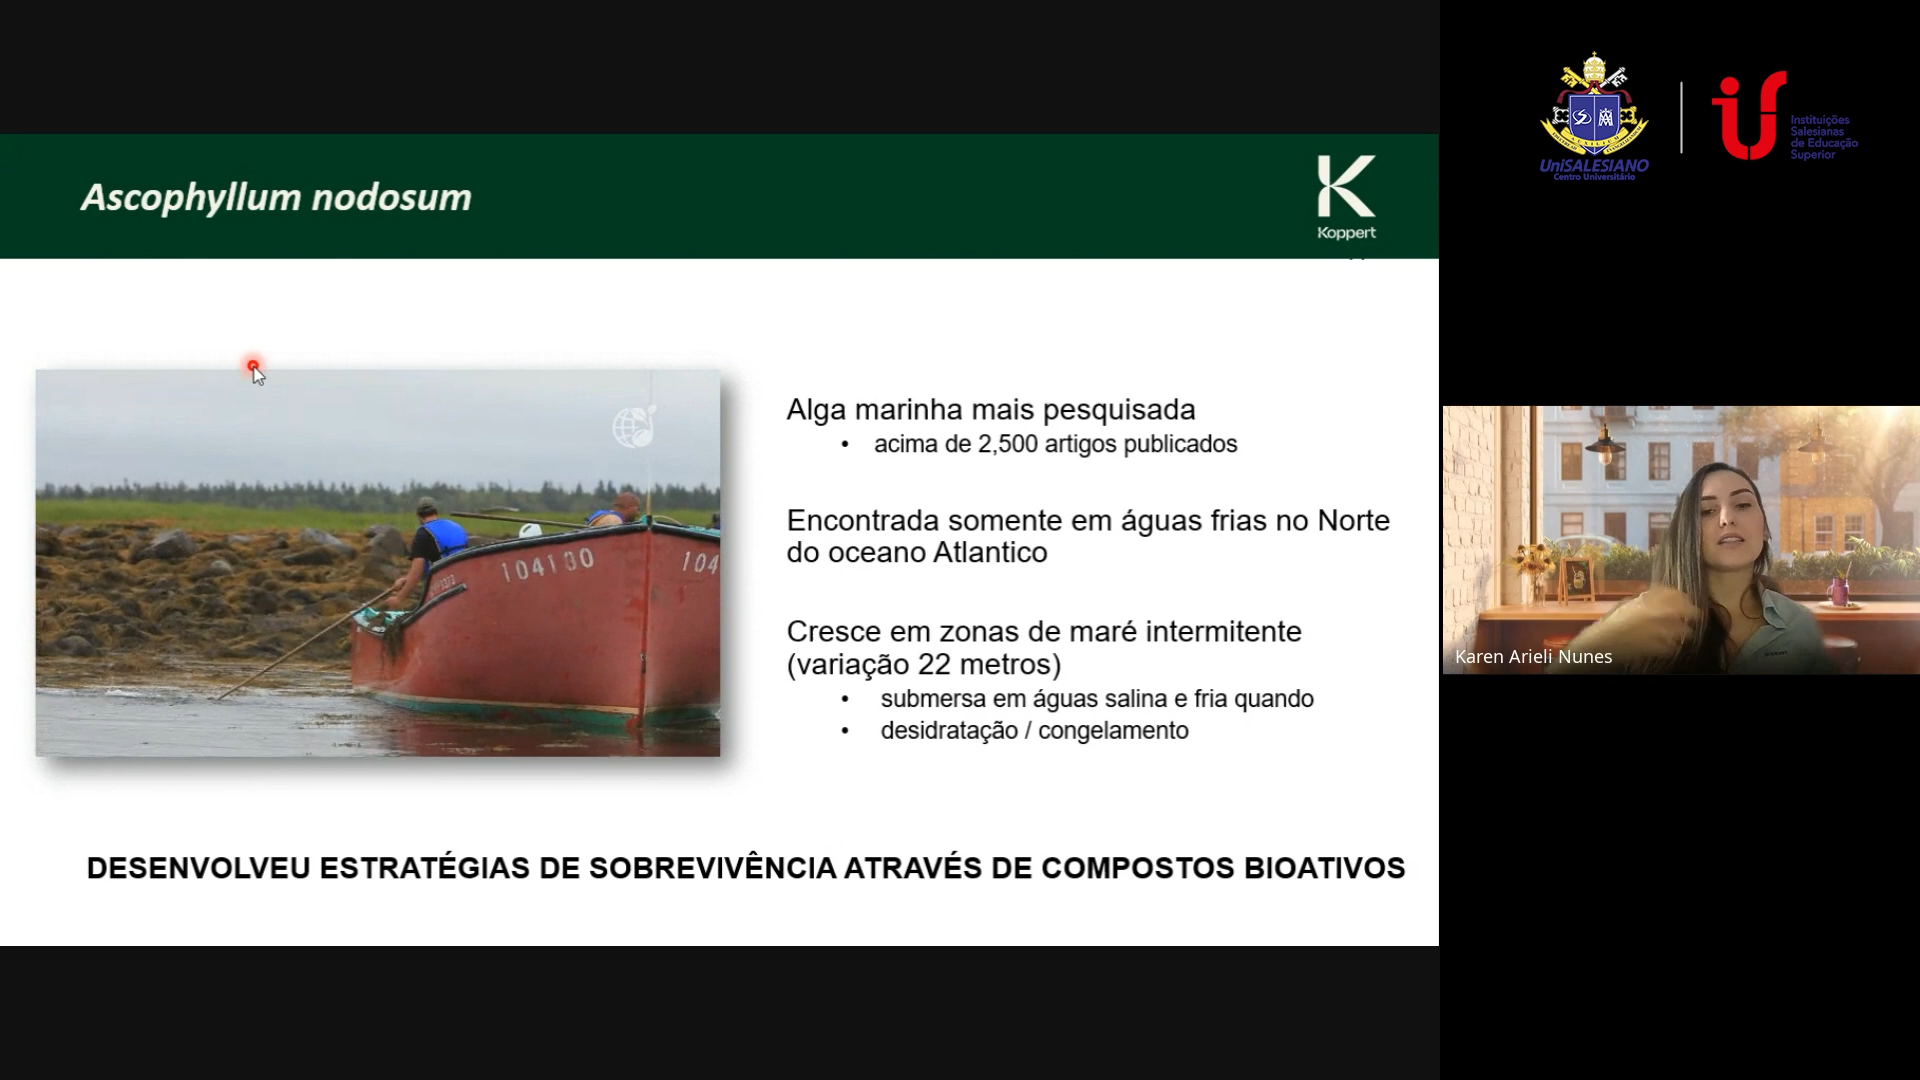 Ascophyllum nodosum
K
Koppert
104130
104
Alga marinha mais pesquisada
• acima de 2,500 artigos publicados
Encontrada somente em águas frias no Norte
do oceano Atlantico
Cresce em zonas de maré intermitente
(variação 22 metros)
• submersa em águas salina e fria quando
• desidratação / congelamento
DESENVOLVEU ESTRATÉGIAS DE SOBREVIVÊNCIA ATRAVÉS DE COMPOSTOS BIOATIVOS
UniSALESIANO
Centro Universitário
Instituições
Salesianas
de Educação
Superior
Karen Arieli Nunes